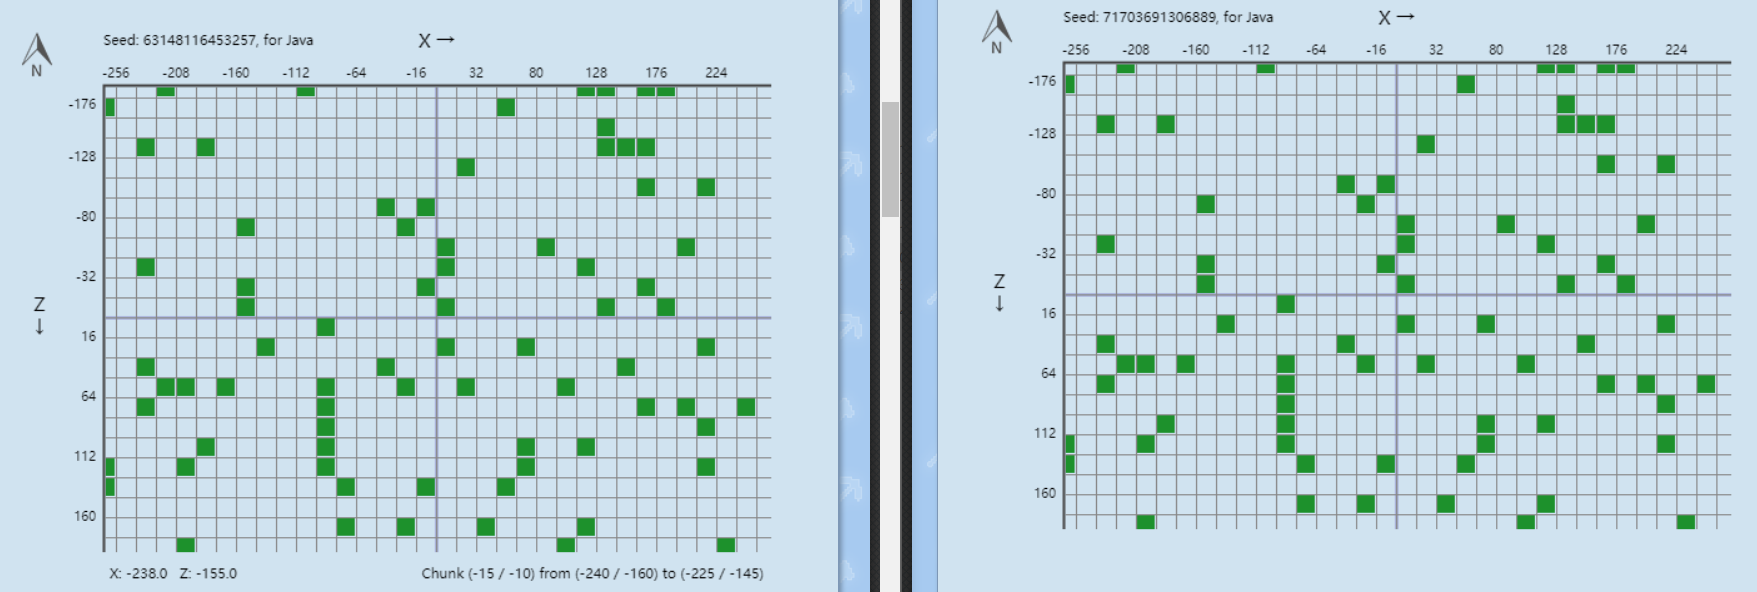 Seed: 63148116453257, for Java
X →
N
-256 -208 -160 -112 -64 -16 32 80 128 176 224
-176
-128
-80
-32
Z
↓
16
64
112
160
X: -238.0 Z: -155.0
Chunk (-15 / -10) from (-240 / -160) to (-225 / -145)
Seed: 71703691306889, for Java
X →
N
-256 -208 -160 -112 -64 -16 32 80 128 176 224
-176
-128
-80
-32
Z
↓
16
64
112
160